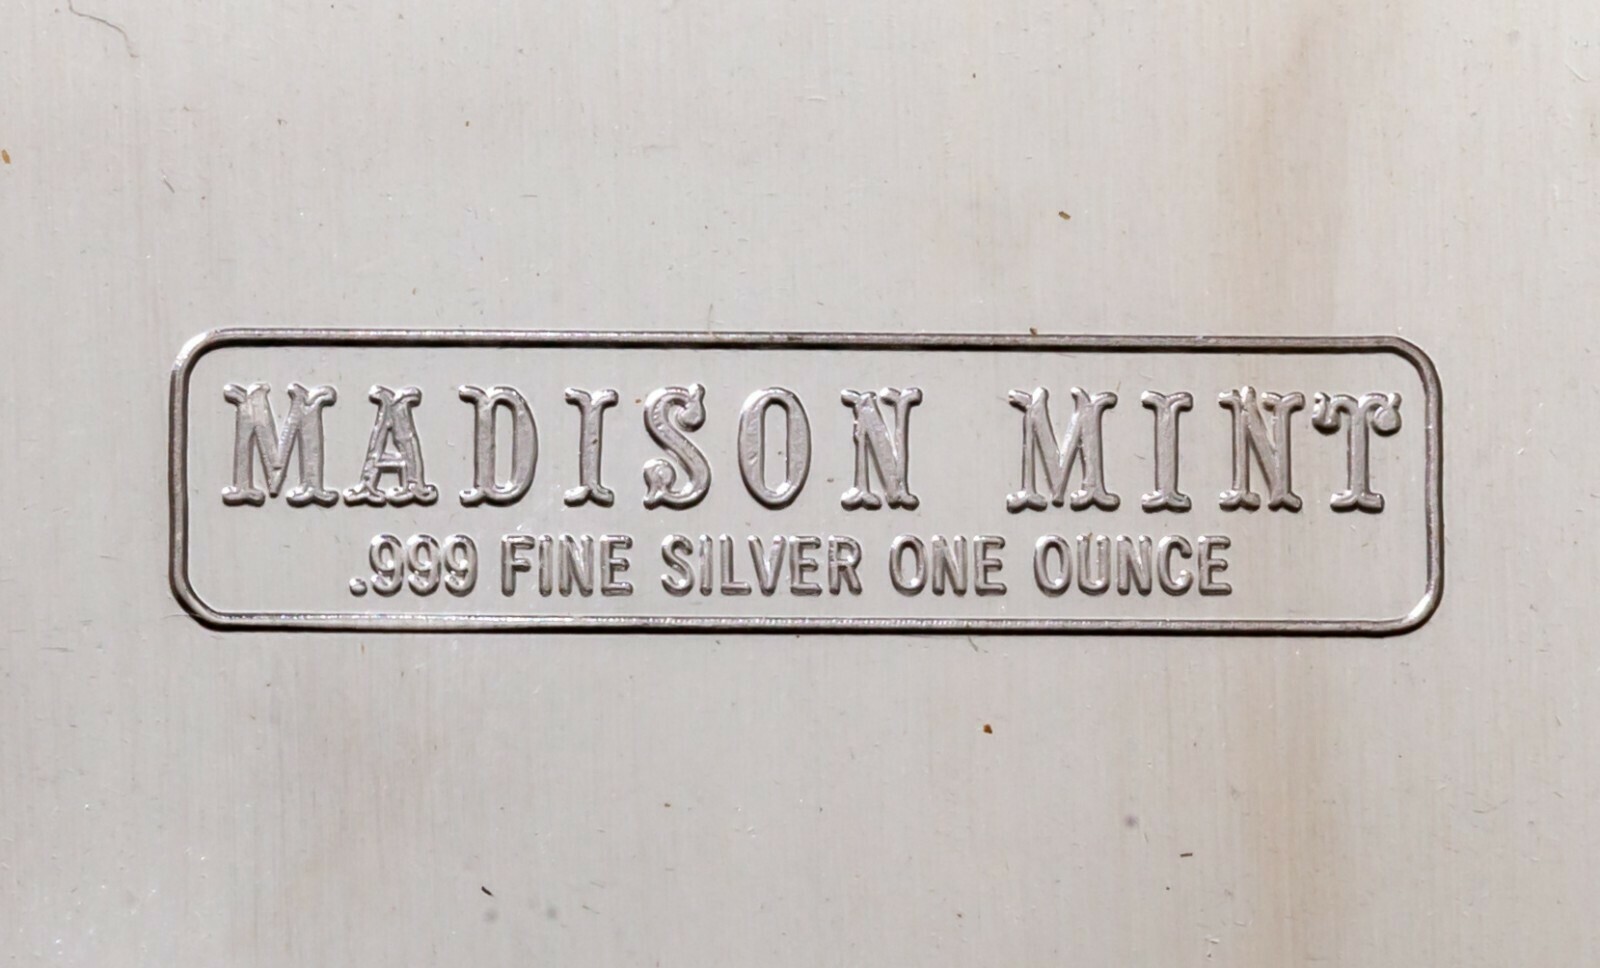 MADISON MINT
.999 FINE SILVER ONE OUNCE